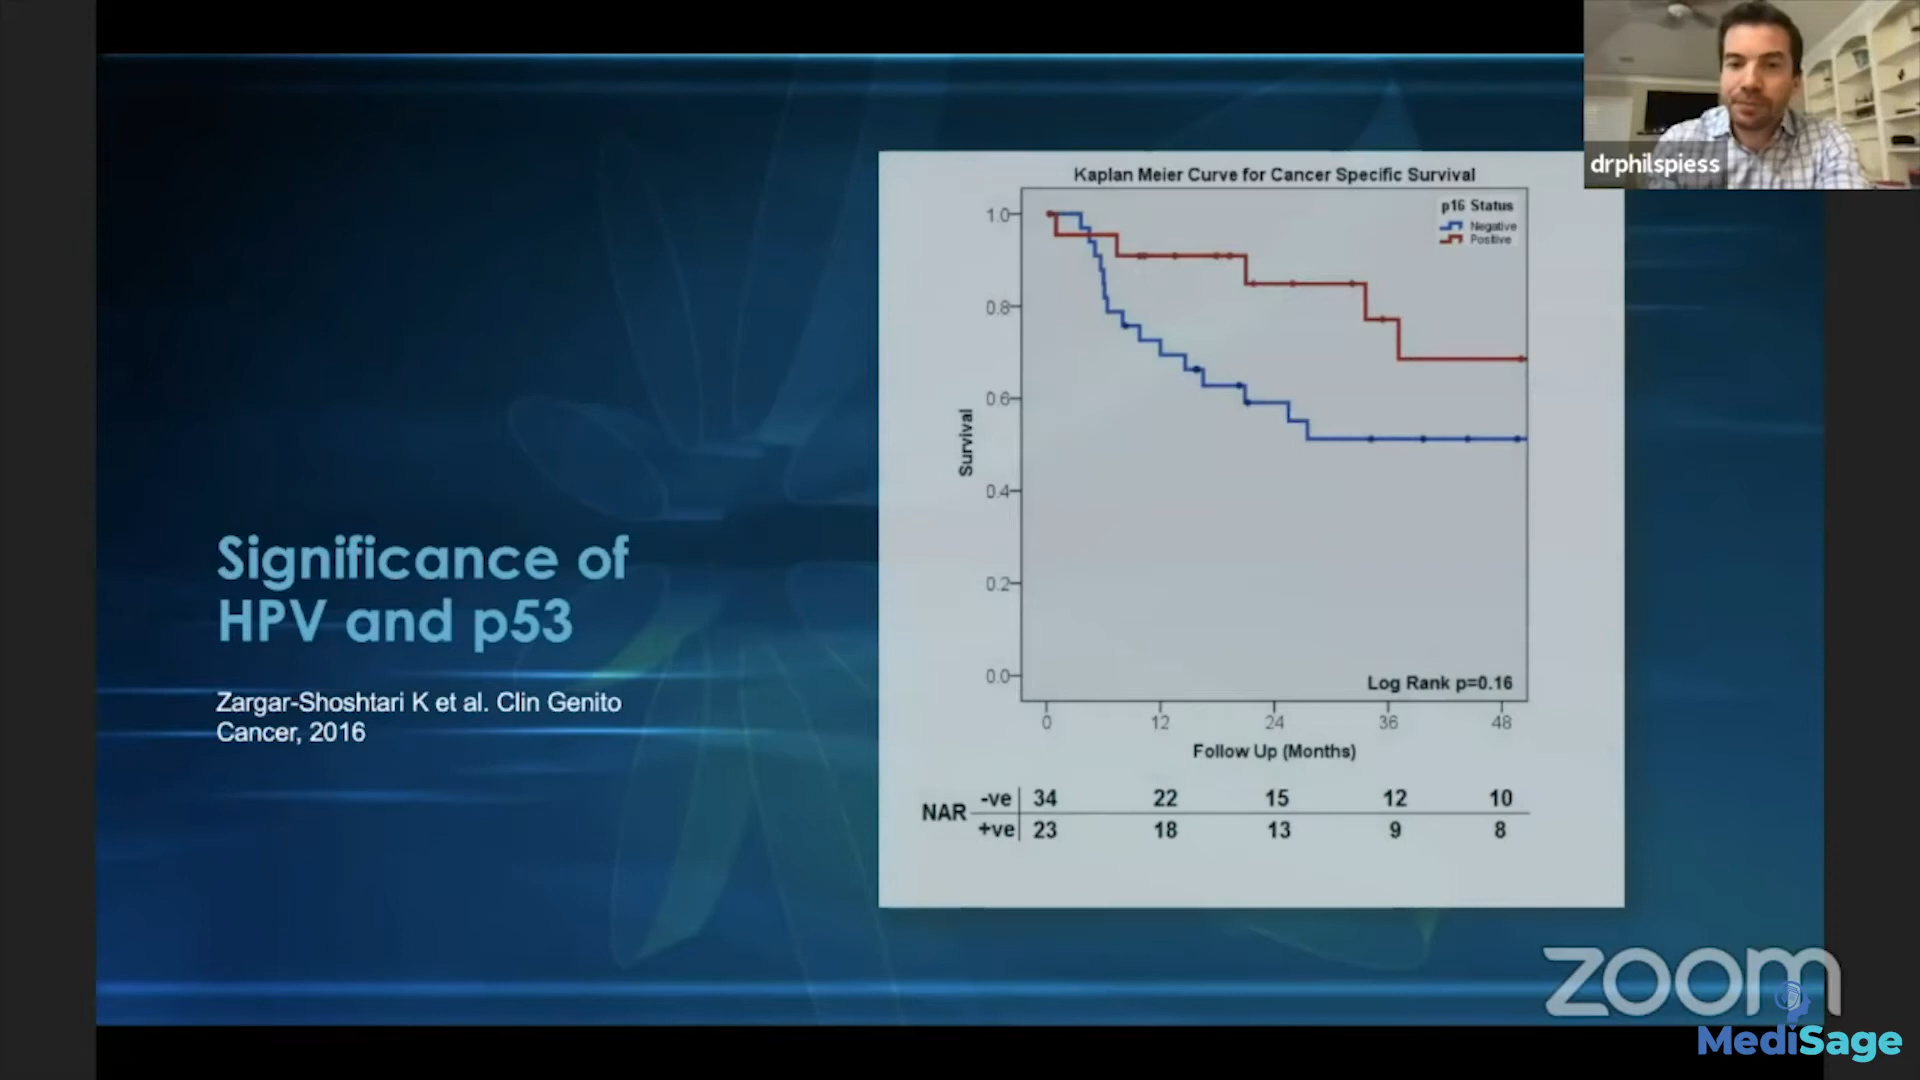 drphilspiess
Kaplan Meier Curve for Cancer Specific Survival
p16 Status
Negative
Positive
1.0
0.8
0.6
0.4
0.2
0.0
Survival
Log Rank p=0.16
0 12 24 36 48
Follow Up (Months)
NAR
-ve 34 22 15 12 10
+ve 23 18 13 9 8
Significance of
HPV and p53
Zargar-Shoshtari K et al. Clin Genito
Cancer, 2016
zoom
MediSage